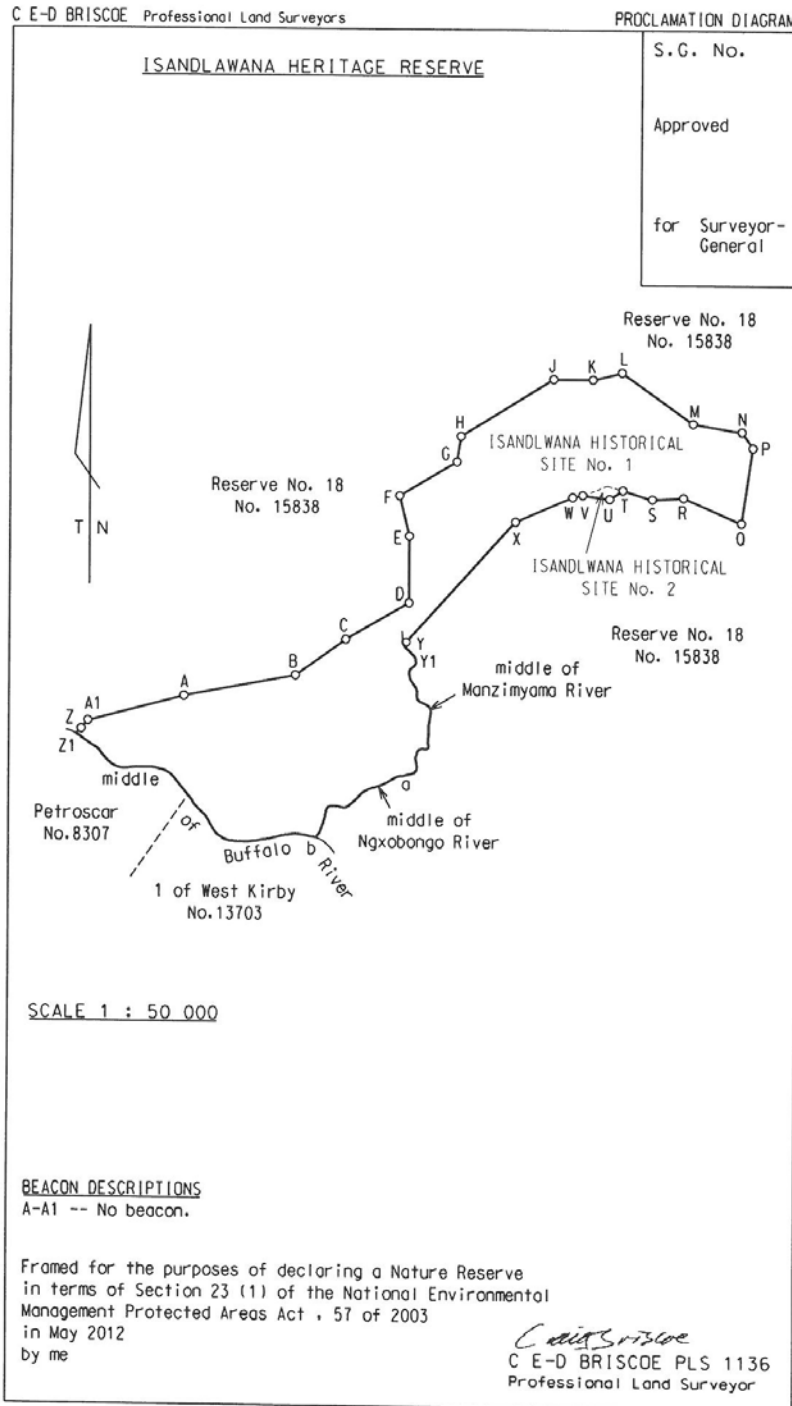 C E-D BRISCOE Professional Land Surveyors
PROCLAMATION DIAGRAM
ISANDLAWANA HERITAGE RESERVE
S.G. No.
Approved
for Surveyor-
General
Reserve No. 18
No. 15838
J
K
L
M
N
P
H
G
ISANDLWANA HISTORICAL
SITE No. 1
Reserve No. 18
No. 15838
F
E
T N
W
V
U
T
S
R
Q
X
ISANDLWANA HISTORICAL
SITE No. 2
D
C
Y
Y1
Reserve No. 18
No. 15838
B
A
middle of
Manzimyama River
A1
Z
Z1
middle
of
Buffalo
River
a
b
Petroscar
No.8307
middle of
Ngxobongo River
1 of West Kirby
No.13703
SCALE 1 : 50 000
BEACON DESCRIPTIONS
A-A1 -- No beacon.
Framed for the purposes of declaring a Nature Reserve
in terms of Section 23 (1) of the National Environmental
Management Protected Areas Act , 57 of 2003
in May 2012
by me
Craig Briscoe
C E-D BRISCOE PLS 1136
Professional Land Surveyor